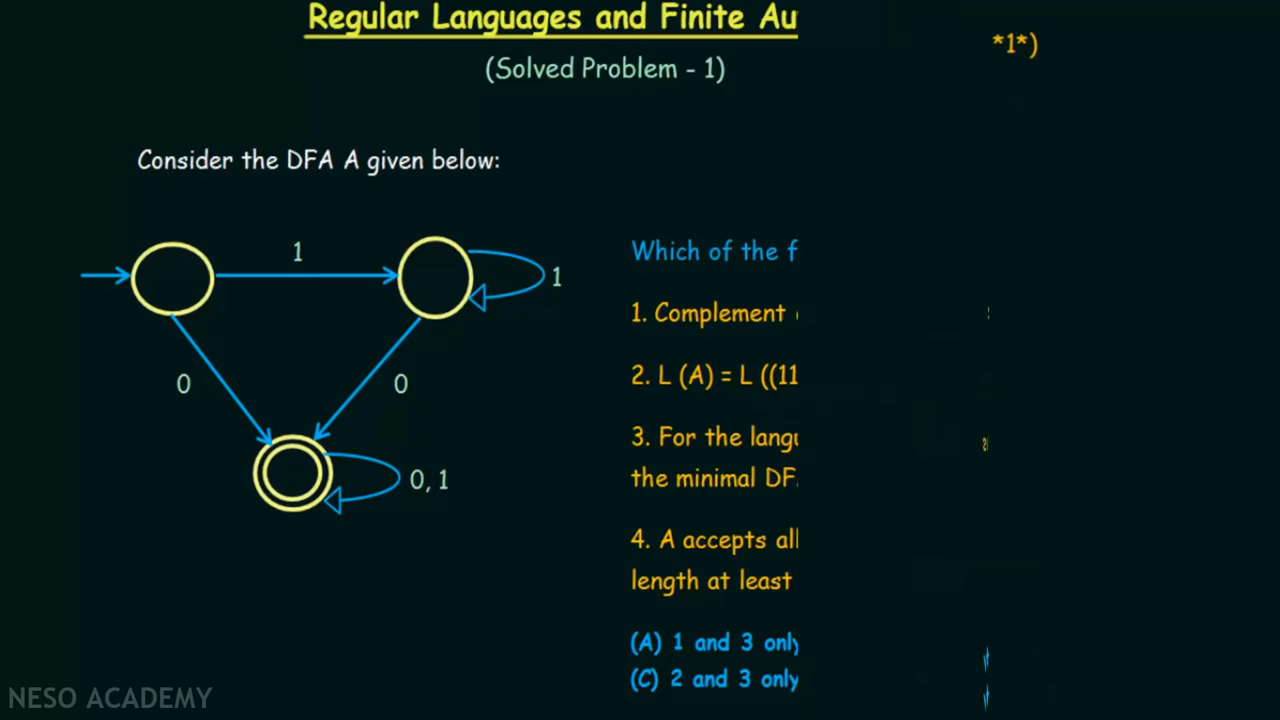 Regular Languages and Finite Au
(Solved Problem - 1)
*1*)
Consider the DFA A given below:
1
1
0
0
0, 1
Which of the f
1. Complement
2. L (A) = L ((11
3. For the langu
the minimal DF
4. A accepts all
length at least
(A) 1 and 3 only
(C) 2 and 3 only
NESO ACADEMY